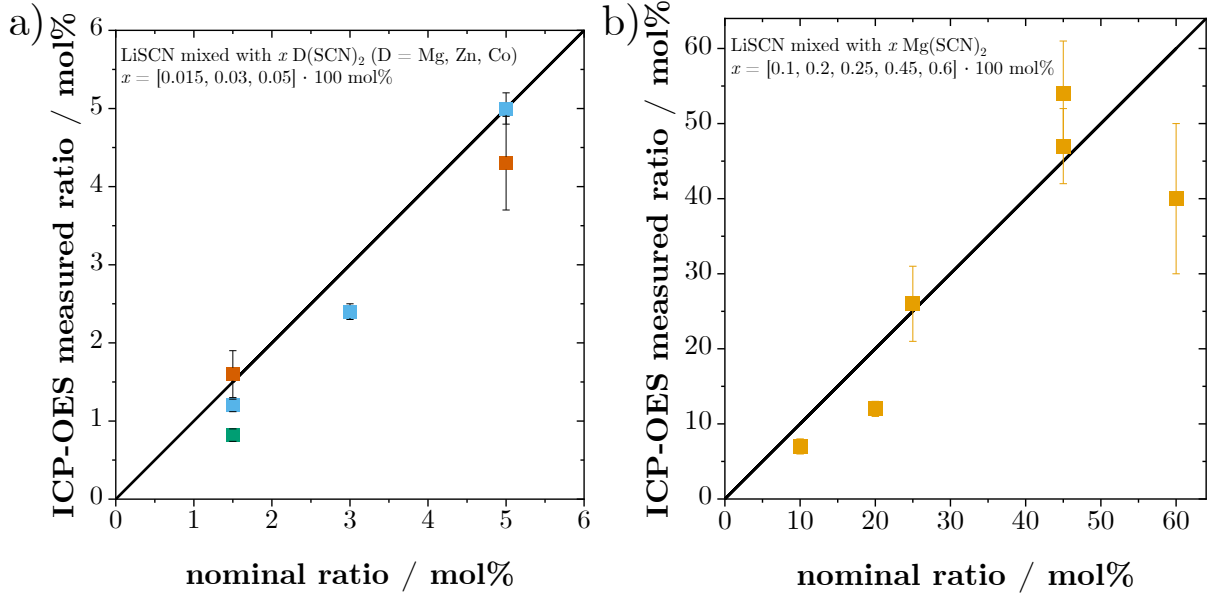 a)
ICP-OES measured ratio / mol%
6
5
4
3
2
1
0
LiSCN mixed with x D(SCN)₂ (D = Mg, Zn, Co)
x = [0.015, 0.03, 0.05] · 100 mol%
0 1 2 3 4 5 6
nominal ratio / mol%
b)
ICP-OES measured ratio / mol%
60
50
40
30
20
10
0
LiSCN mixed with x Mg(SCN)₂
x = [0.1, 0.2, 0.25, 0.45, 0.6] · 100 mol%
0 10 20 30 40 50 60
nominal ratio / mol%